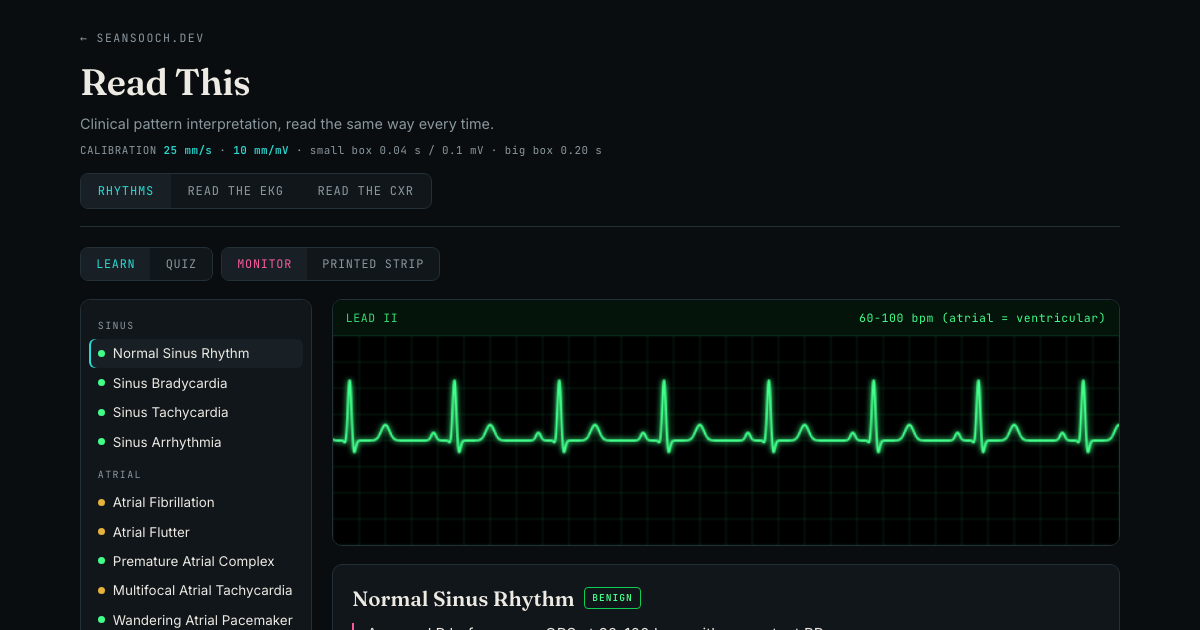 ← SEANSOOCH.DEV
Read This
Clinical pattern interpretation, read the same way every time.
CALIBRATION 25 mm/s · 10 mm/mV · small box 0.04 s / 0.1 mV · big box 0.20 s
RHYTHMS READ THE EKG READ THE CXR
LEARN QUIZ MONITOR PRINTED STRIP
SINUS
Normal Sinus Rhythm
Sinus Bradycardia
Sinus Tachycardia
Sinus Arrhythmia
ATRIAL
Atrial Fibrillation
Atrial Flutter
Premature Atrial Complex
Multifocal Atrial Tachycardia
Wandering Atrial Pacemaker
LEAD II 60-100 bpm (atrial = ventricular)
Normal Sinus Rhythm BENIGN